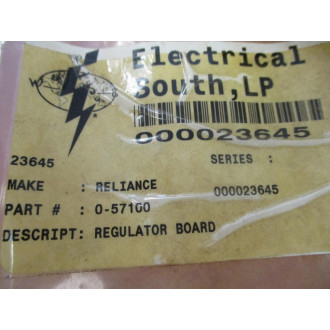 Electrical
South, LP
000023645
23645 SERIES :
MAKE : RELIANCE 000023645
PART # : 0-57100
DESCRIPT: REGULATOR BOARD